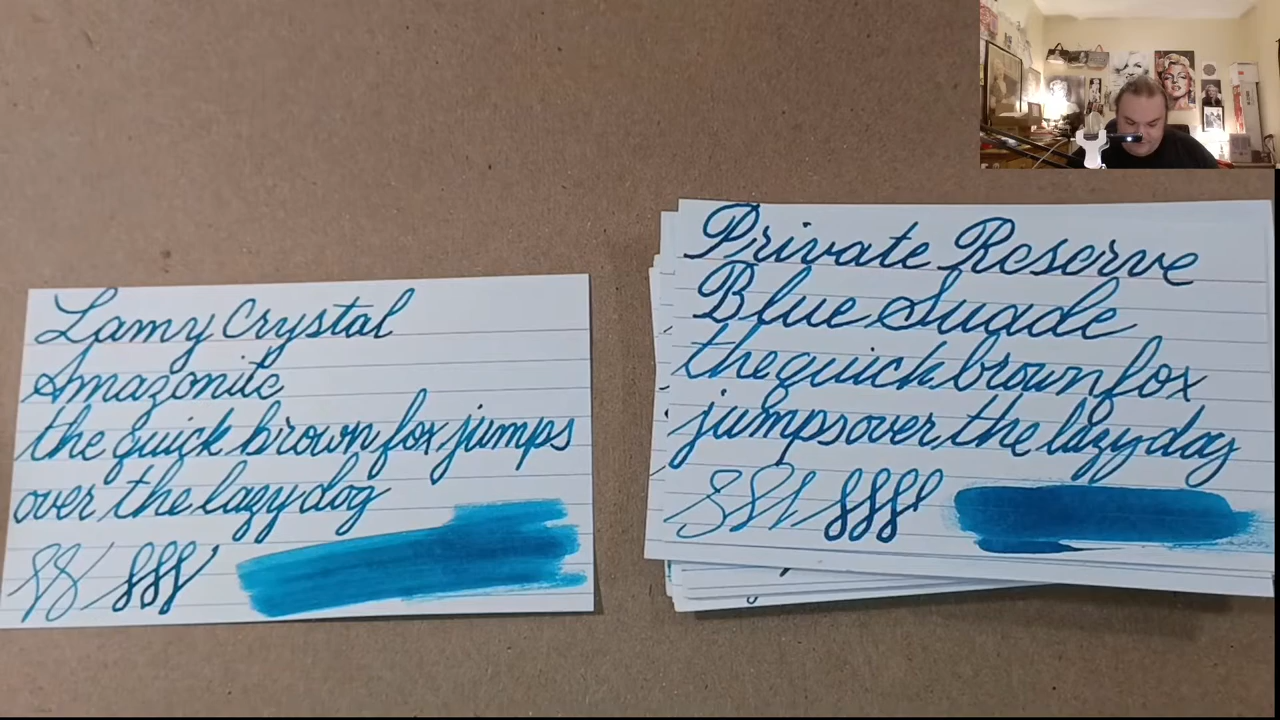 Lamy Crystal
Amazonite
the quick brown fox jumps
over the lazy dog
Private Reserve
Blue Suade
the quick brown fox
jumps over the lazy dog